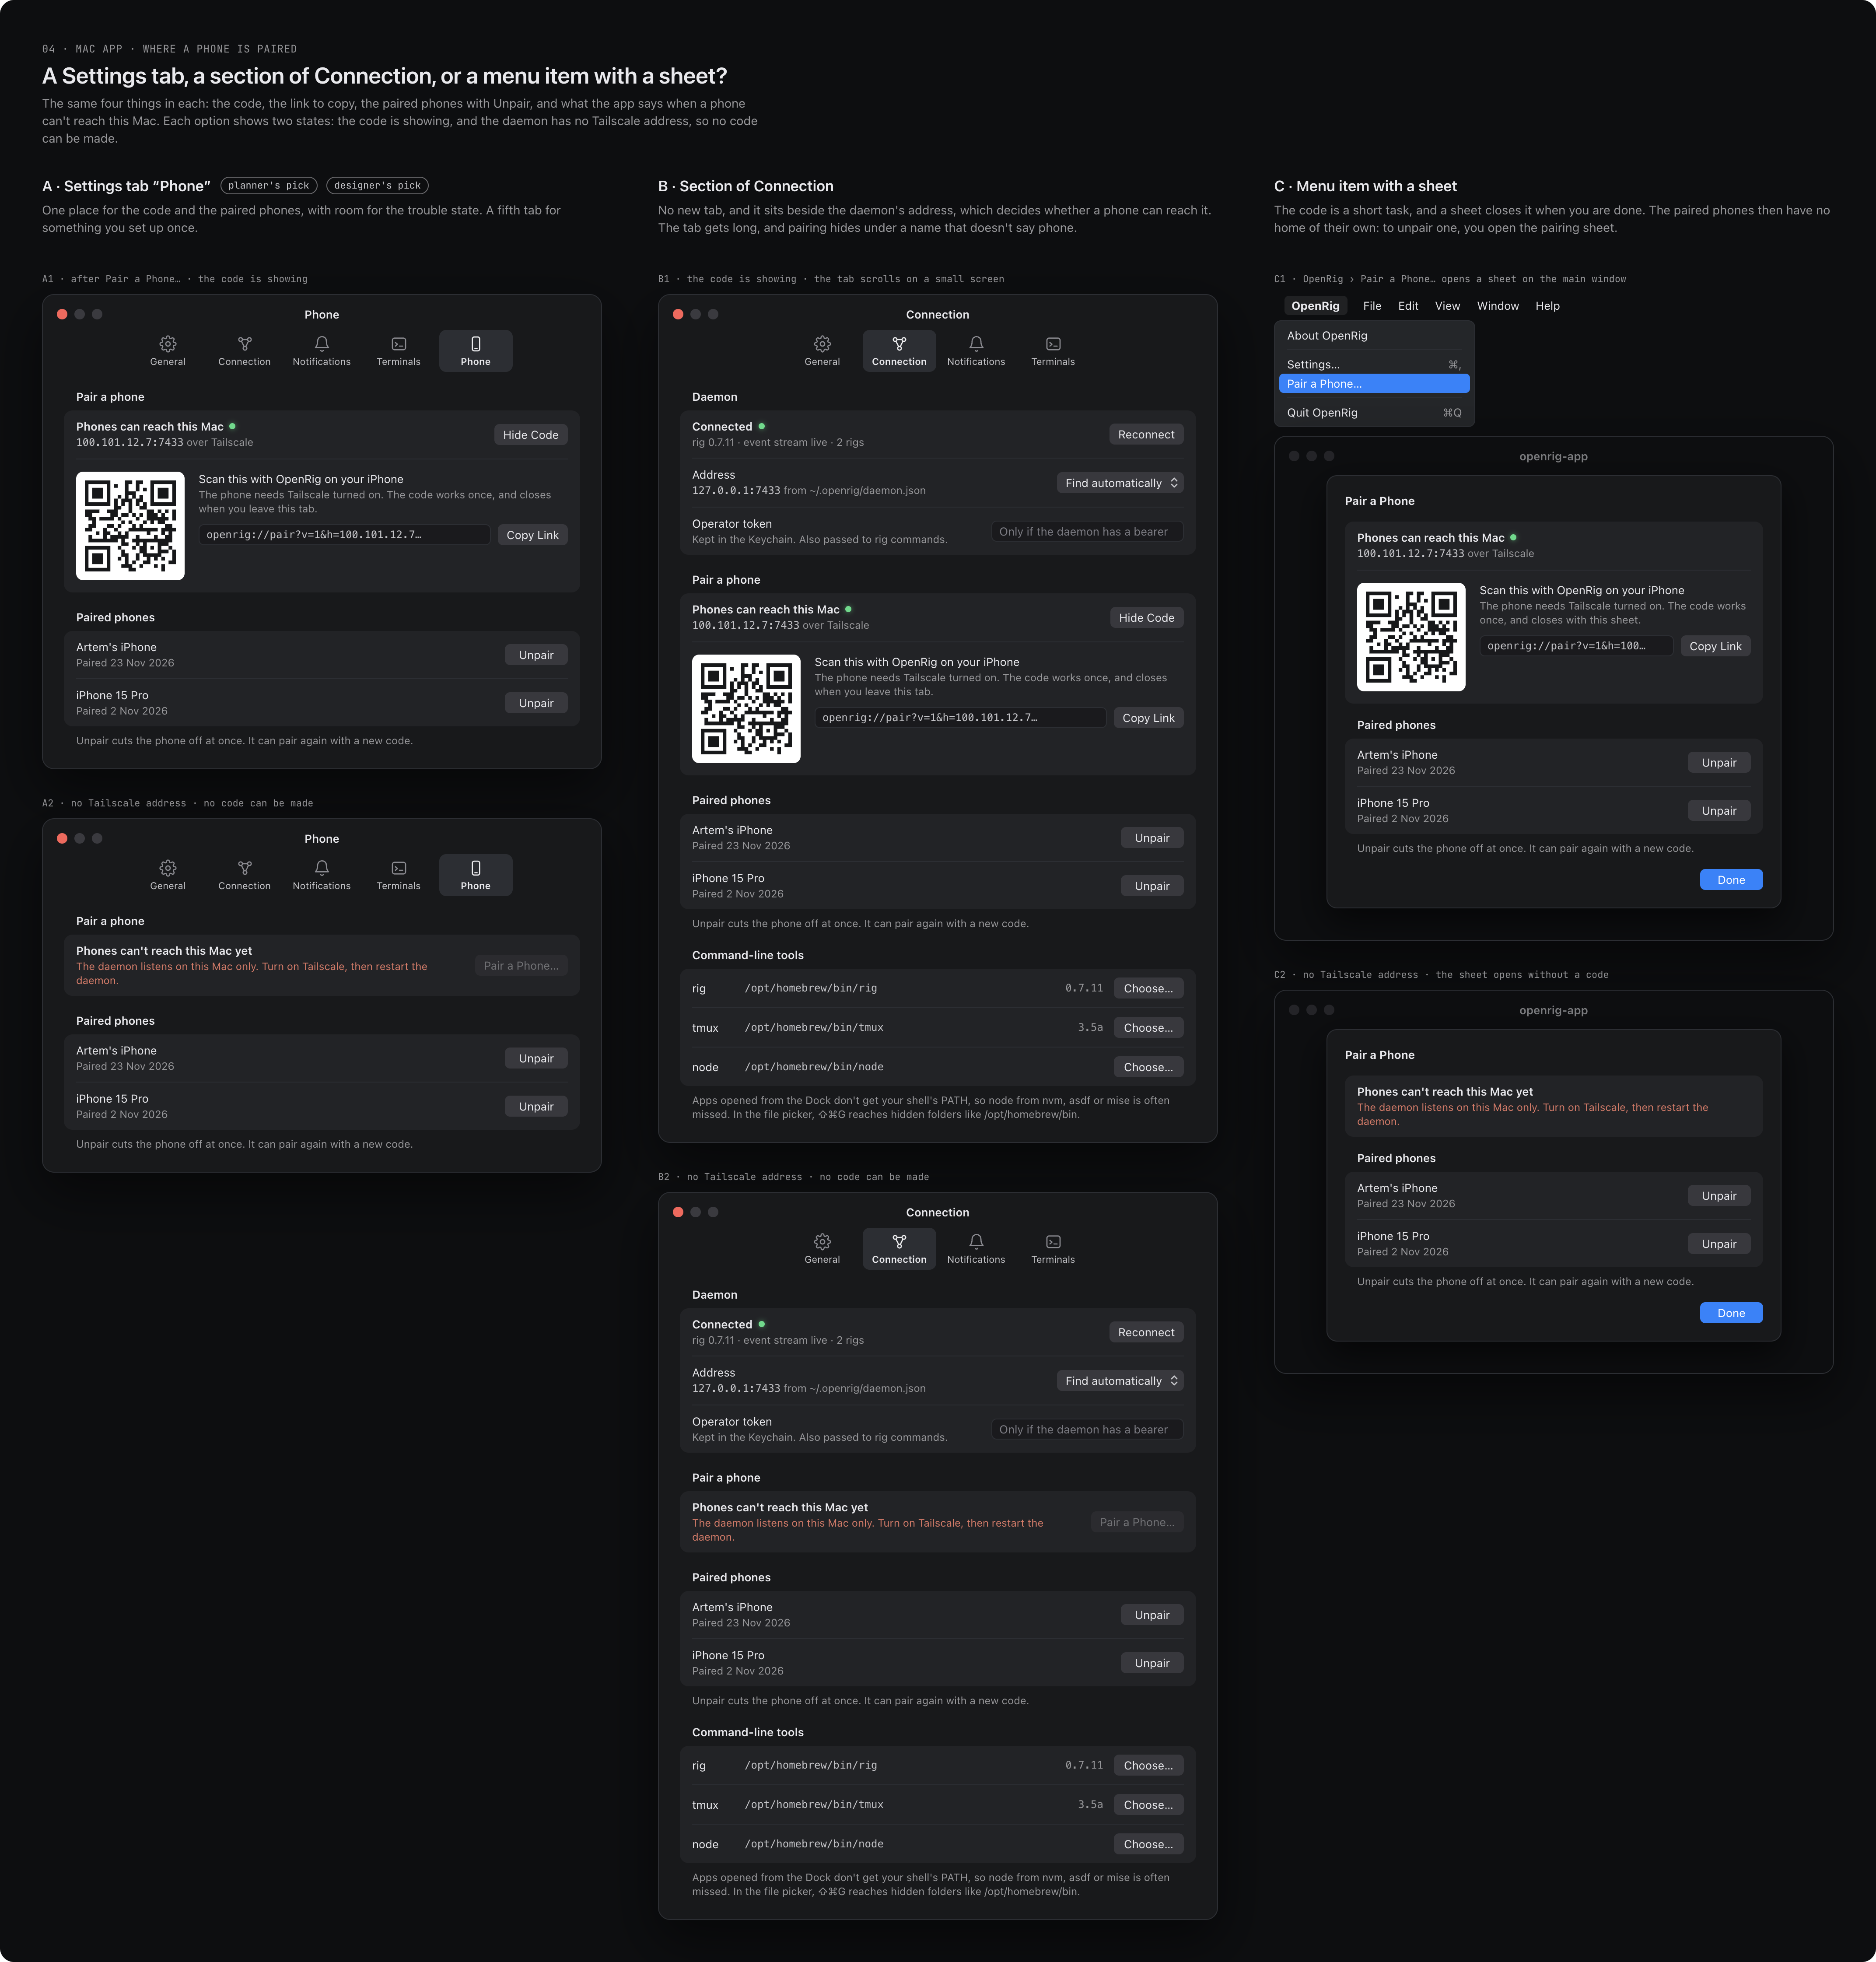 04 · MAC APP · WHERE A PHONE IS PAIRED
A Settings tab, a section of Connection, or a menu item with a sheet?
The same four things in each: the code, the link to copy, the paired phones with Unpair, and what the app says when a phone
can't reach this Mac. Each option shows two states: the code is showing, and the daemon has no Tailscale address, so no code
can be made.
A · Settings tab “Phone”
planner's pick
designer's pick
One place for the code and the paired phones, with room for the trouble state. A fifth tab for
something you set up once.
A1 · after Pair a Phone… · the code is showing
Phone
General
Connection
Notifications
Terminals
Phone
Pair a phone
Phones can reach this Mac
100.101.12.7:7433 over Tailscale
Hide Code
Scan this with OpenRig on your iPhone
The phone needs Tailscale turned on. The code works once, and closes
when you leave this tab.
openrig://pair?v=1&h=100.101.12.7…
Copy Link
Paired phones
Artem's iPhone
Paired 23 Nov 2026
Unpair
iPhone 15 Pro
Paired 2 Nov 2026
Unpair
Unpair cuts the phone off at once. It can pair again with a new code.
A2 · no Tailscale address · no code can be made
Phone
General
Connection
Notifications
Terminals
Phone
Pair a phone
Phones can't reach this Mac yet
The daemon listens on this Mac only. Turn on Tailscale, then restart the
daemon.
Pair a Phone…
Paired phones
Artem's iPhone
Paired 23 Nov 2026
Unpair
iPhone 15 Pro
Paired 2 Nov 2026
Unpair
Unpair cuts the phone off at once. It can pair again with a new code.
B · Section of Connection
No new tab, and it sits beside the daemon's address, which decides whether a phone can reach it.
The tab gets long, and pairing hides under a name that doesn't say phone.
B1 · the code is showing · the tab scrolls on a small screen
Connection
General
Connection
Notifications
Terminals
Daemon
Connected
rig 0.7.11 · event stream live · 2 rigs
Reconnect
Address
127.0.0.1:7433 from ~/.openrig/daemon.json
Find automatically
Operator token
Kept in the Keychain. Also passed to rig commands.
Only if the daemon has a bearer
Pair a phone
Phones can reach this Mac
100.101.12.7:7433 over Tailscale
Hide Code
Scan this with OpenRig on your iPhone
The phone needs Tailscale turned on. The code works once, and closes
when you leave this tab.
openrig://pair?v=1&h=100.101.12.7…
Copy Link
Paired phones
Artem's iPhone
Paired 23 Nov 2026
Unpair
iPhone 15 Pro
Paired 2 Nov 2026
Unpair
Unpair cuts the phone off at once. It can pair again with a new code.
Command-line tools
rig /opt/homebrew/bin/rig 0.7.11 Choose…
tmux /opt/homebrew/bin/tmux 3.5a Choose…
node /opt/homebrew/bin/node Choose…
Apps opened from the Dock don't get your shell's PATH, so node from nvm, asdf or mise is often
missed. In the file picker, ⇧⌘G reaches hidden folders like /opt/homebrew/bin.
B2 · no Tailscale address · no code can be made
Connection
General
Connection
Notifications
Terminals
Daemon
Connected
rig 0.7.11 · event stream live · 2 rigs
Reconnect
Address
127.0.0.1:7433 from ~/.openrig/daemon.json
Find automatically
Operator token
Kept in the Keychain. Also passed to rig commands.
Only if the daemon has a bearer
Pair a phone
Phones can't reach this Mac yet
The daemon listens on this Mac only. Turn on Tailscale, then restart the
daemon.
Pair a Phone…
Paired phones
Artem's iPhone
Paired 23 Nov 2026
Unpair
iPhone 15 Pro
Paired 2 Nov 2026
Unpair
Unpair cuts the phone off at once. It can pair again with a new code.
Command-line tools
rig /opt/homebrew/bin/rig 0.7.11 Choose…
tmux /opt/homebrew/bin/tmux 3.5a Choose…
node /opt/homebrew/bin/node Choose…
Apps opened from the Dock don't get your shell's PATH, so node from nvm, asdf or mise is often
missed. In the file picker, ⇧⌘G reaches hidden folders like /opt/homebrew/bin.
C · Menu item with a sheet
The code is a short task, and a sheet closes it when you are done. The paired phones then have no
home of their own: to unpair one, you open the pairing sheet.
C1 · OpenRig › Pair a Phone… opens a sheet on the main window
OpenRig File Edit View Window Help
About OpenRig
Settings… ⌘,
Pair a Phone…
Quit OpenRig ⌘Q
openrig-app
Pair a Phone
Phones can reach this Mac
100.101.12.7:7433 over Tailscale
Scan this with OpenRig on your iPhone
The phone needs Tailscale turned on. The code works
once, and closes with this sheet.
openrig://pair?v=1&h=100…
Copy Link
Paired phones
Artem's iPhone
Paired 23 Nov 2026
Unpair
iPhone 15 Pro
Paired 2 Nov 2026
Unpair
Unpair cuts the phone off at once. It can pair again with a new code.
Done
C2 · no Tailscale address · the sheet opens without a code
openrig-app
Pair a Phone
Phones can't reach this Mac yet
The daemon listens on this Mac only. Turn on Tailscale, then restart the
daemon.
Paired phones
Artem's iPhone
Paired 23 Nov 2026
Unpair
iPhone 15 Pro
Paired 2 Nov 2026
Unpair
Unpair cuts the phone off at once. It can pair again with a new code.
Done